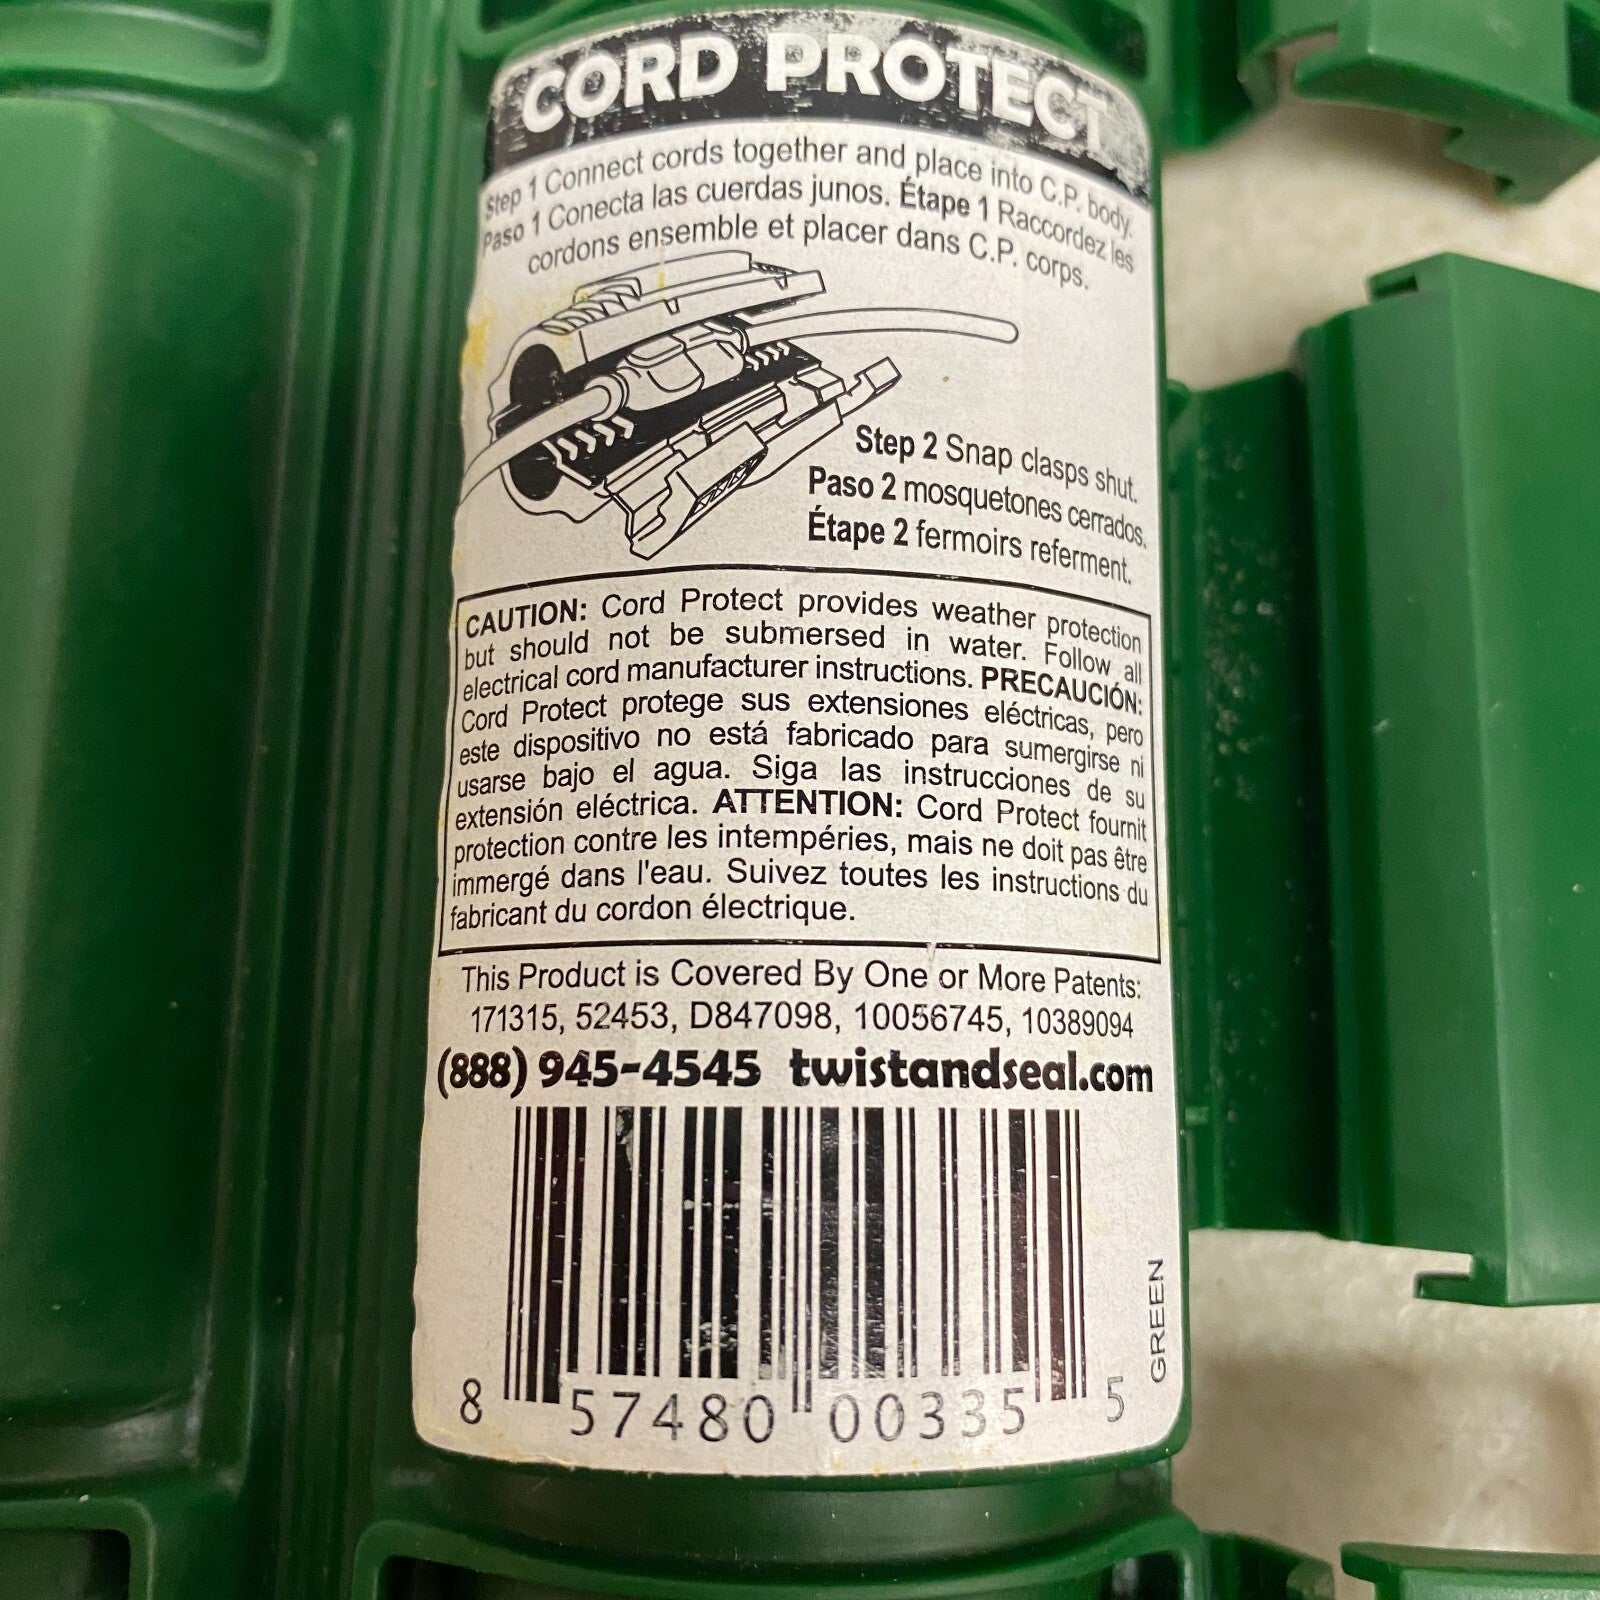 CORD PROTECT
Step 1 Connect cords together and place into C.P. body.
Paso 1 Conecta las cuerdas junos. Étape 1 Raccordez les
cordons ensemble et placer dans C.P. corps.
Step 2 Snap clasps shut.
Paso 2 mosquetones cerrados.
Étape 2 fermoirs referment.
CAUTION: Cord Protect provides weather protection
but should not be submersed in water. Follow all
electrical cord manufacturer instructions. PRECAUCIÓN:
Cord Protect protege sus extensiones eléctricas, pero
este dispositivo no está fabricado para sumergirse ni
usarse bajo el agua. Siga las instrucciones de su
extensión eléctrica. ATTENTION: Cord Protect fournit
protection contre les intempéries, mais ne doit pas être
immergé dans l'eau. Suivez toutes les instructions du
fabricant du cordon électrique.
This Product is Covered By One or More Patents:
171315, 52453, D847098, 10056745, 10389094
(888) 945-4545 twistandseal.com
GREEN
8 57480 00335 5